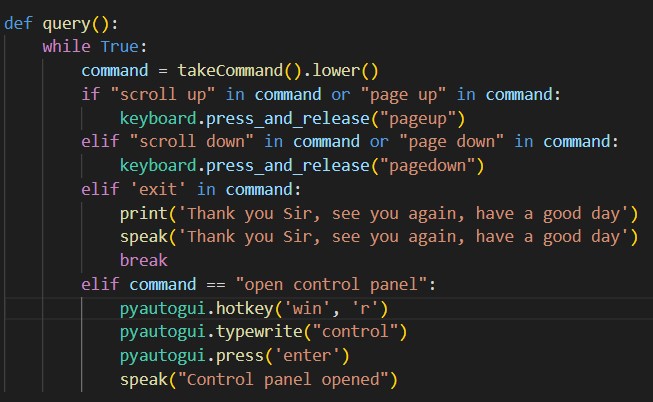 def query():
    while True:
        command = takeCommand().lower()
        if "scroll up" in command or "page up" in command:
            keyboard.press_and_release("pageup")
        elif "scroll down" in command or "page down" in command:
            keyboard.press_and_release("pagedown")
        elif 'exit' in command:
            print('Thank you Sir, see you again, have a good day')
            speak('Thank you Sir, see you again, have a good day')
            break
        elif command == "open control panel":
            pyautogui.hotkey('win', 'r')
            pyautogui.typewrite("control")
            pyautogui.press('enter')
            speak("Control panel opened")